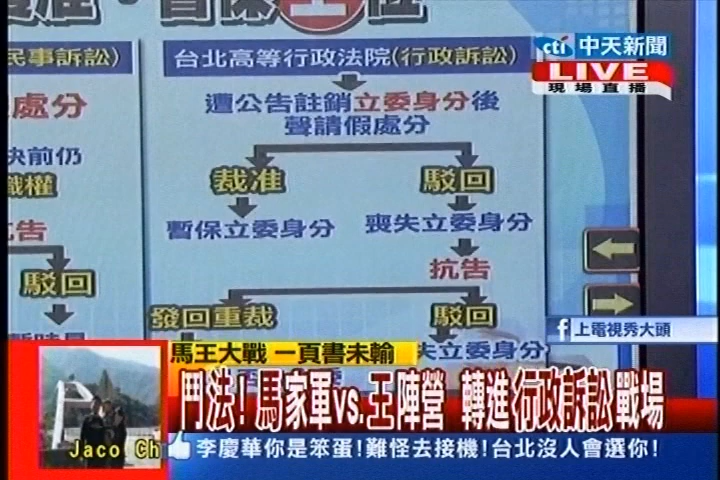 民事訴訟)
台北高等行政法院(行政訴訟)
cti 中天新聞
LIVE
現場直播
處分
遭公告註銷立委身分後
聲請假處分
決前仍
職權
抗告
駁回
裁准
駁回
暫保立委身分
喪失立委身分
抗告
發回重裁
駁回
失立委身分
f 上電視秀大頭
馬王大戰 一頁書未輸
鬥法!馬家軍vs.王陣營 轉進行政訴訟戰場
Jaco Ch
李慶華你是笨蛋!難怪去接機!台北沒人會選你!